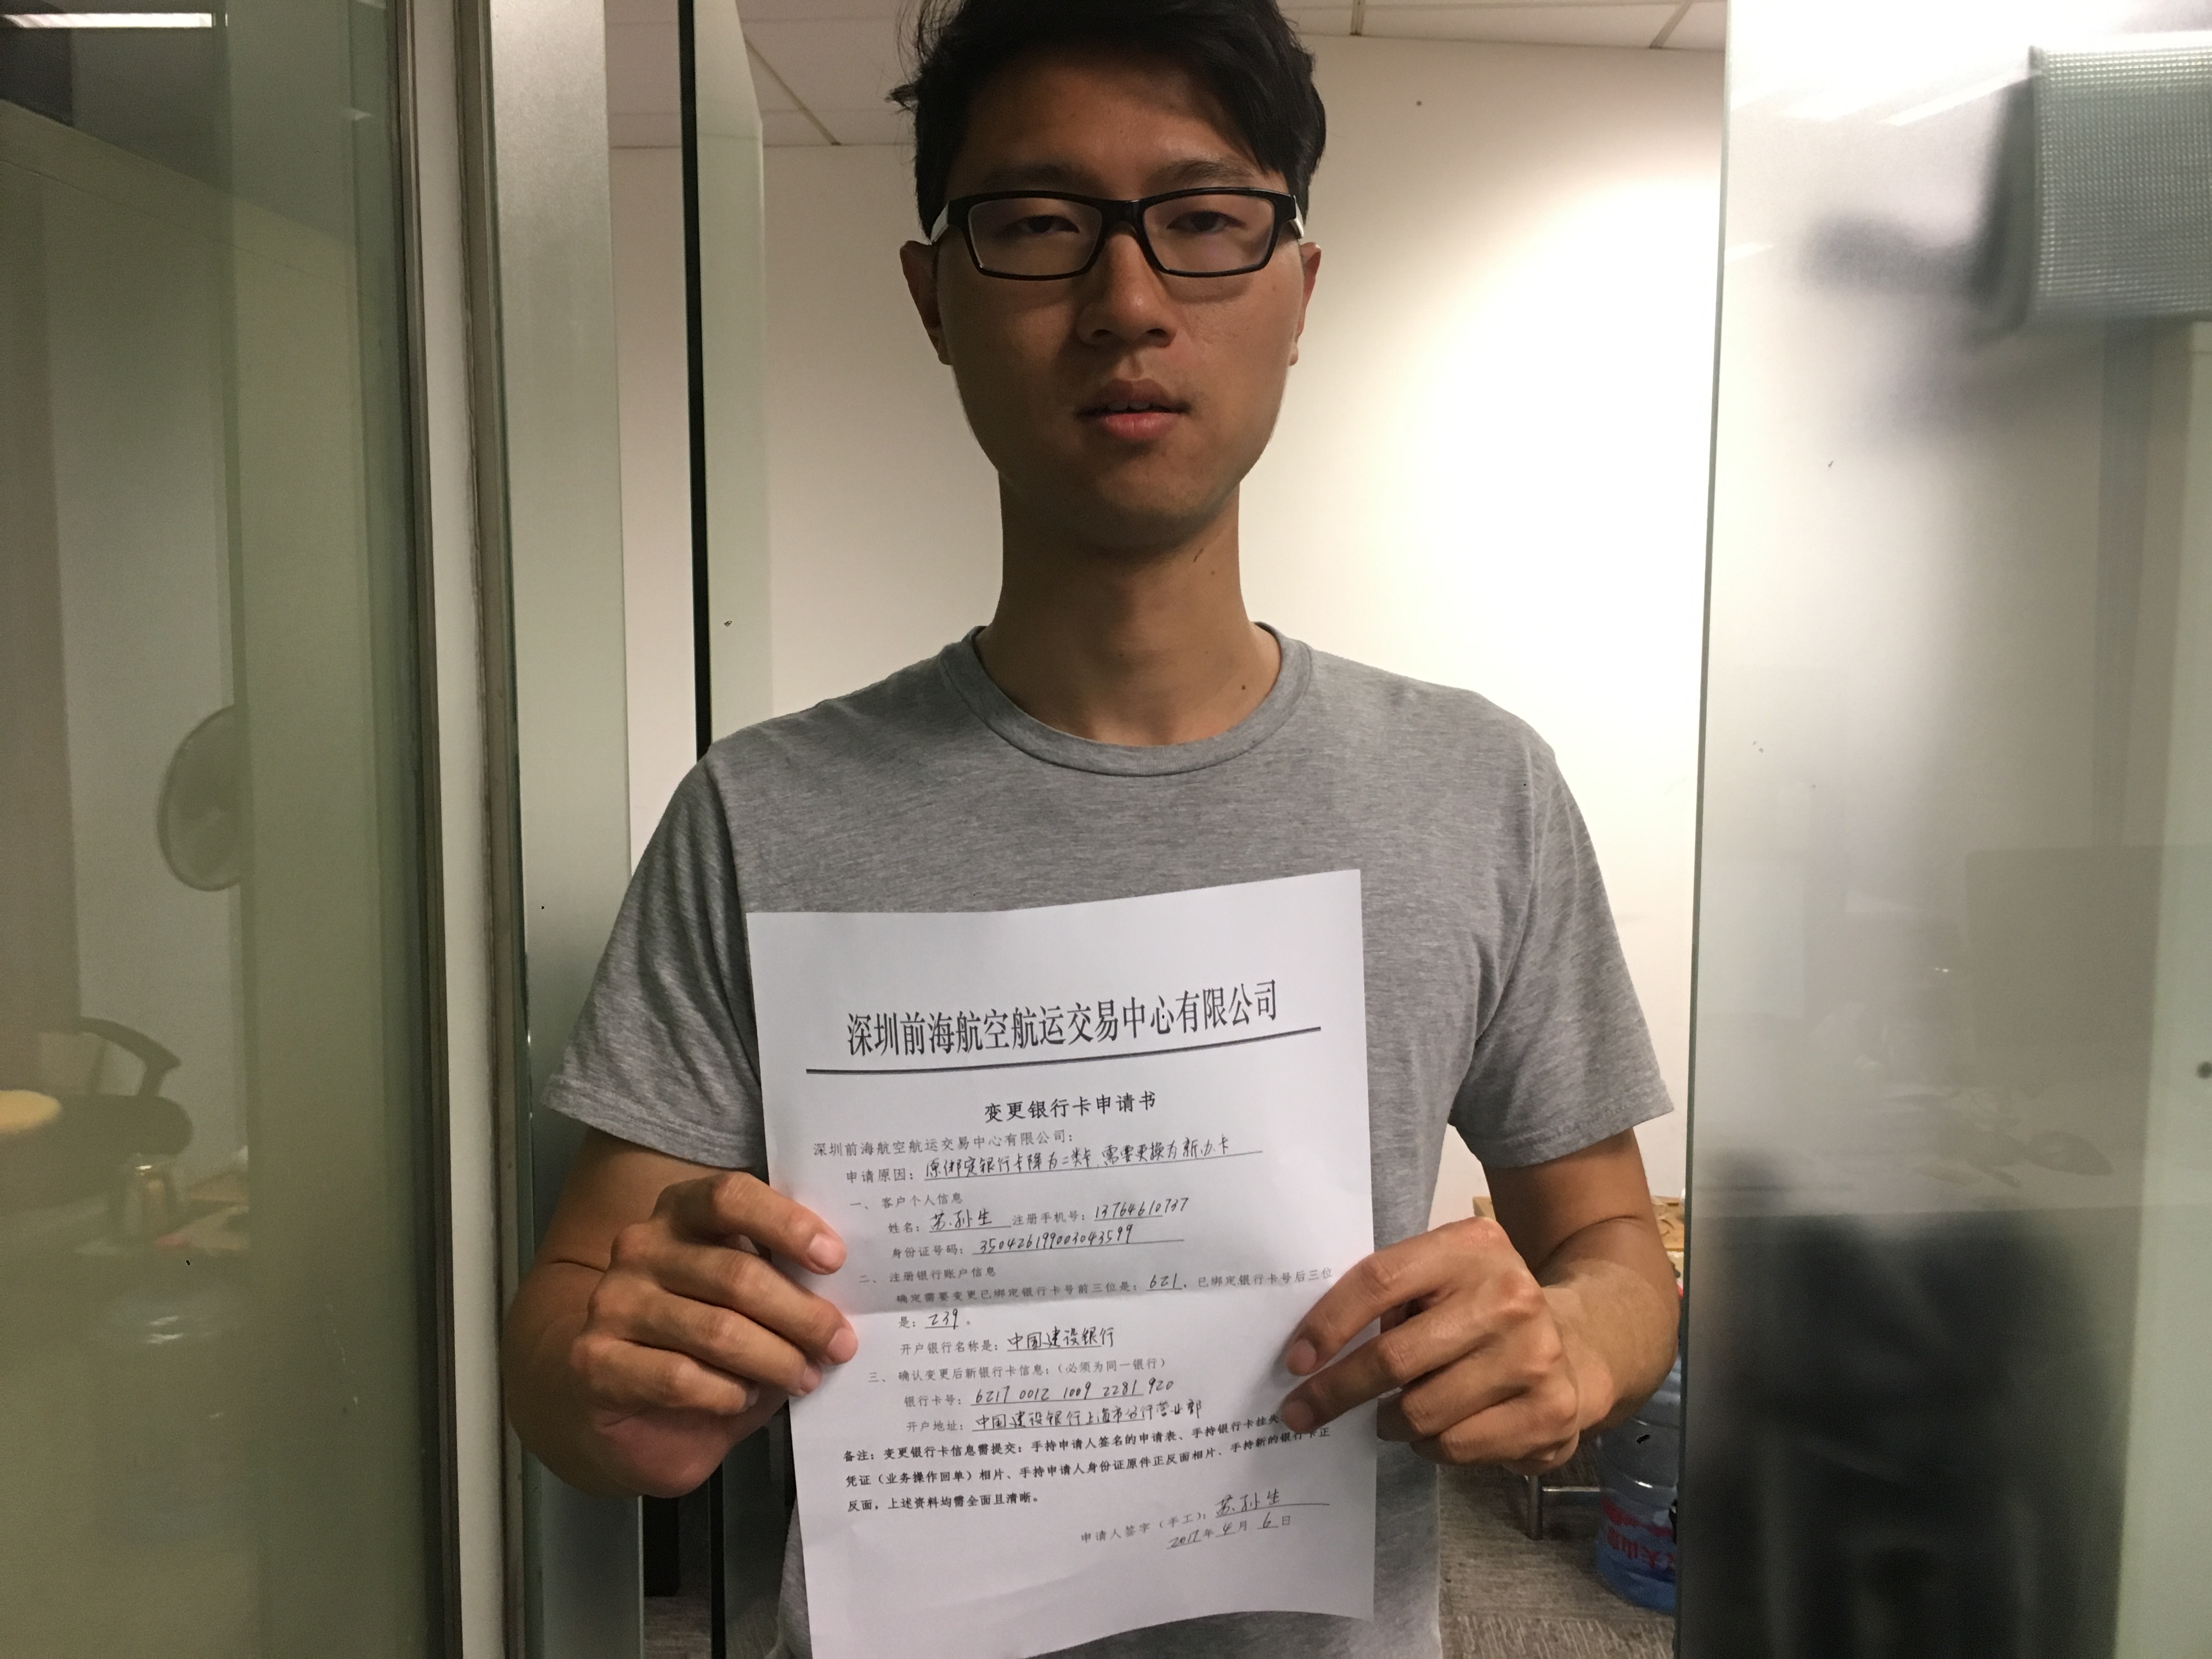 深圳前海航空航运交易中心有限公司
变更银行卡申请书
深圳前海航空航运交易中心有限公司：
申请原因：原绑定银行卡降为二类卡，需要更换为新办卡
一、客户个人信息
姓名：苏孙生 注册手机号：13764610737
身份证号码：350426199003043599
二、注册银行账户信息
确定需要变更已绑定银行卡号前三位是：621，已绑定银行卡号后三位
是：239。
开户银行名称是：中国建设银行
三、确认变更后新银行卡信息：（必须为同一银行）
银行卡号：6217 0012 1009 2281 920
开户地址：中国建设银行上海市分行营业部
备注：变更银行卡信息需提交：手持申请人签名的申请表、手持银行卡挂失
凭证（业务操作回单）相片、手持申请人身份证原件正反面相片、手持新的银行卡正
反面，上述资料均需全面且清晰。
申请人签字（手工）：苏孙生
2017年4月6日